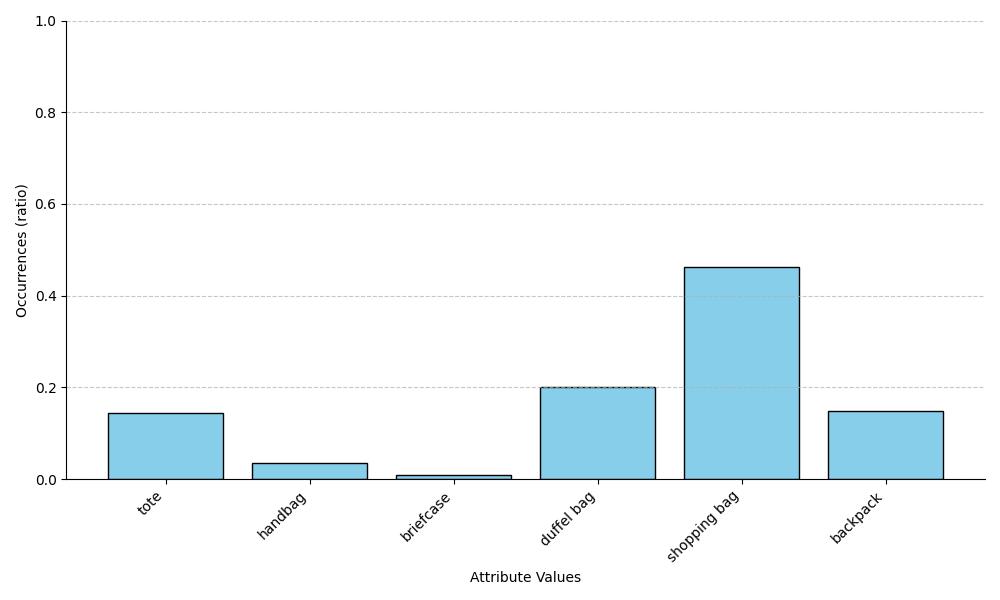 1.0
0.8
0.6
0.4
0.2
0.0
Occurrences (ratio)
tote
handbag
briefcase
duffel bag
shopping bag
backpack
Attribute Values